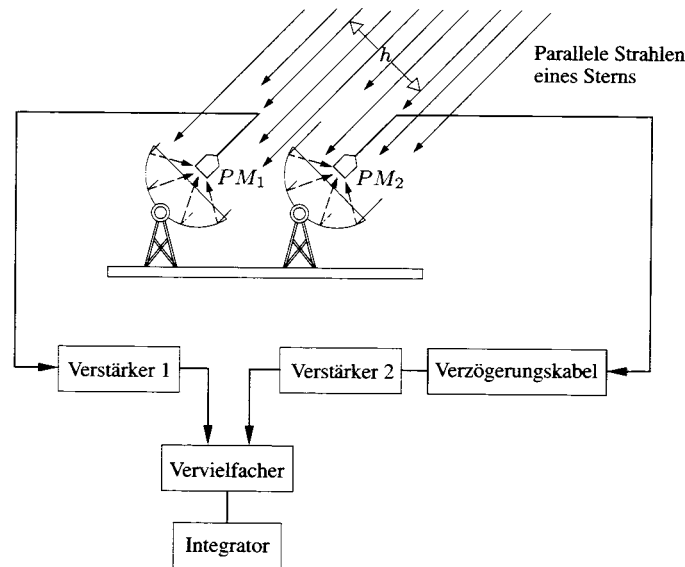 h
Parallele Strahlen
eines Sterns
PM1
PM2
Verstärker 1
Verstärker 2
Verzögerungskabel
Vervielfacher
Integrator